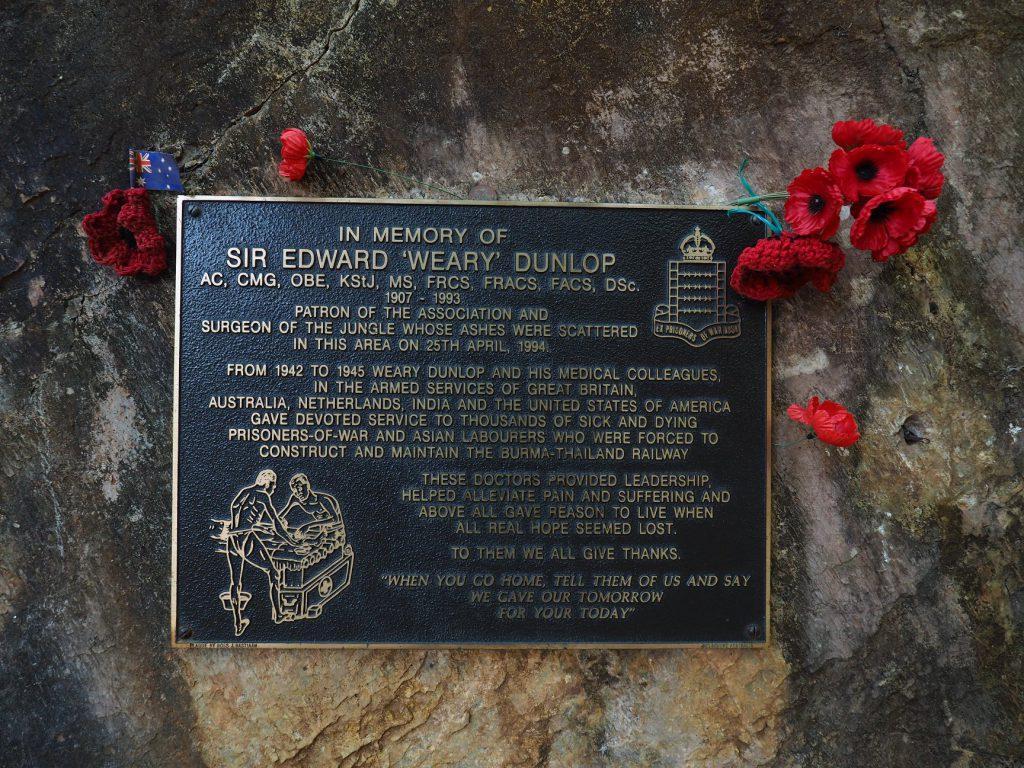 IN MEMORY OF
SIR EDWARD 'WEARY' DUNLOP
AC, CMG, OBE, KStJ, MS, FRCS, FRACS, FACS, DSc.
1907 - 1993
PATRON OF THE ASSOCIATION AND
SURGEON OF THE JUNGLE WHOSE ASHES WERE SCATTERED
IN THIS AREA ON 25TH APRIL, 1994.
EX PRISONERS OF WAR ASSN
FROM 1942 TO 1945 WEARY DUNLOP AND HIS MEDICAL COLLEAGUES,
IN THE ARMED SERVICES OF GREAT BRITAIN,
AUSTRALIA, NETHERLANDS, INDIA AND THE UNITED STATES OF AMERICA
GAVE DEVOTED SERVICE TO THOUSANDS OF SICK AND DYING
PRISONERS-OF-WAR AND ASIAN LABOURERS WHO WERE FORCED TO
CONSTRUCT AND MAINTAIN THE BURMA-THAILAND RAILWAY
THESE DOCTORS PROVIDED LEADERSHIP,
HELPED ALLEVIATE PAIN AND SUFFERING AND
ABOVE ALL GAVE REASON TO LIVE WHEN
ALL REAL HOPE SEEMED LOST.
TO THEM WE ALL GIVE THANKS.
"WHEN YOU GO HOME, TELL THEM OF US AND SAY
WE GAVE OUR TOMORROW
FOR YOUR TODAY"